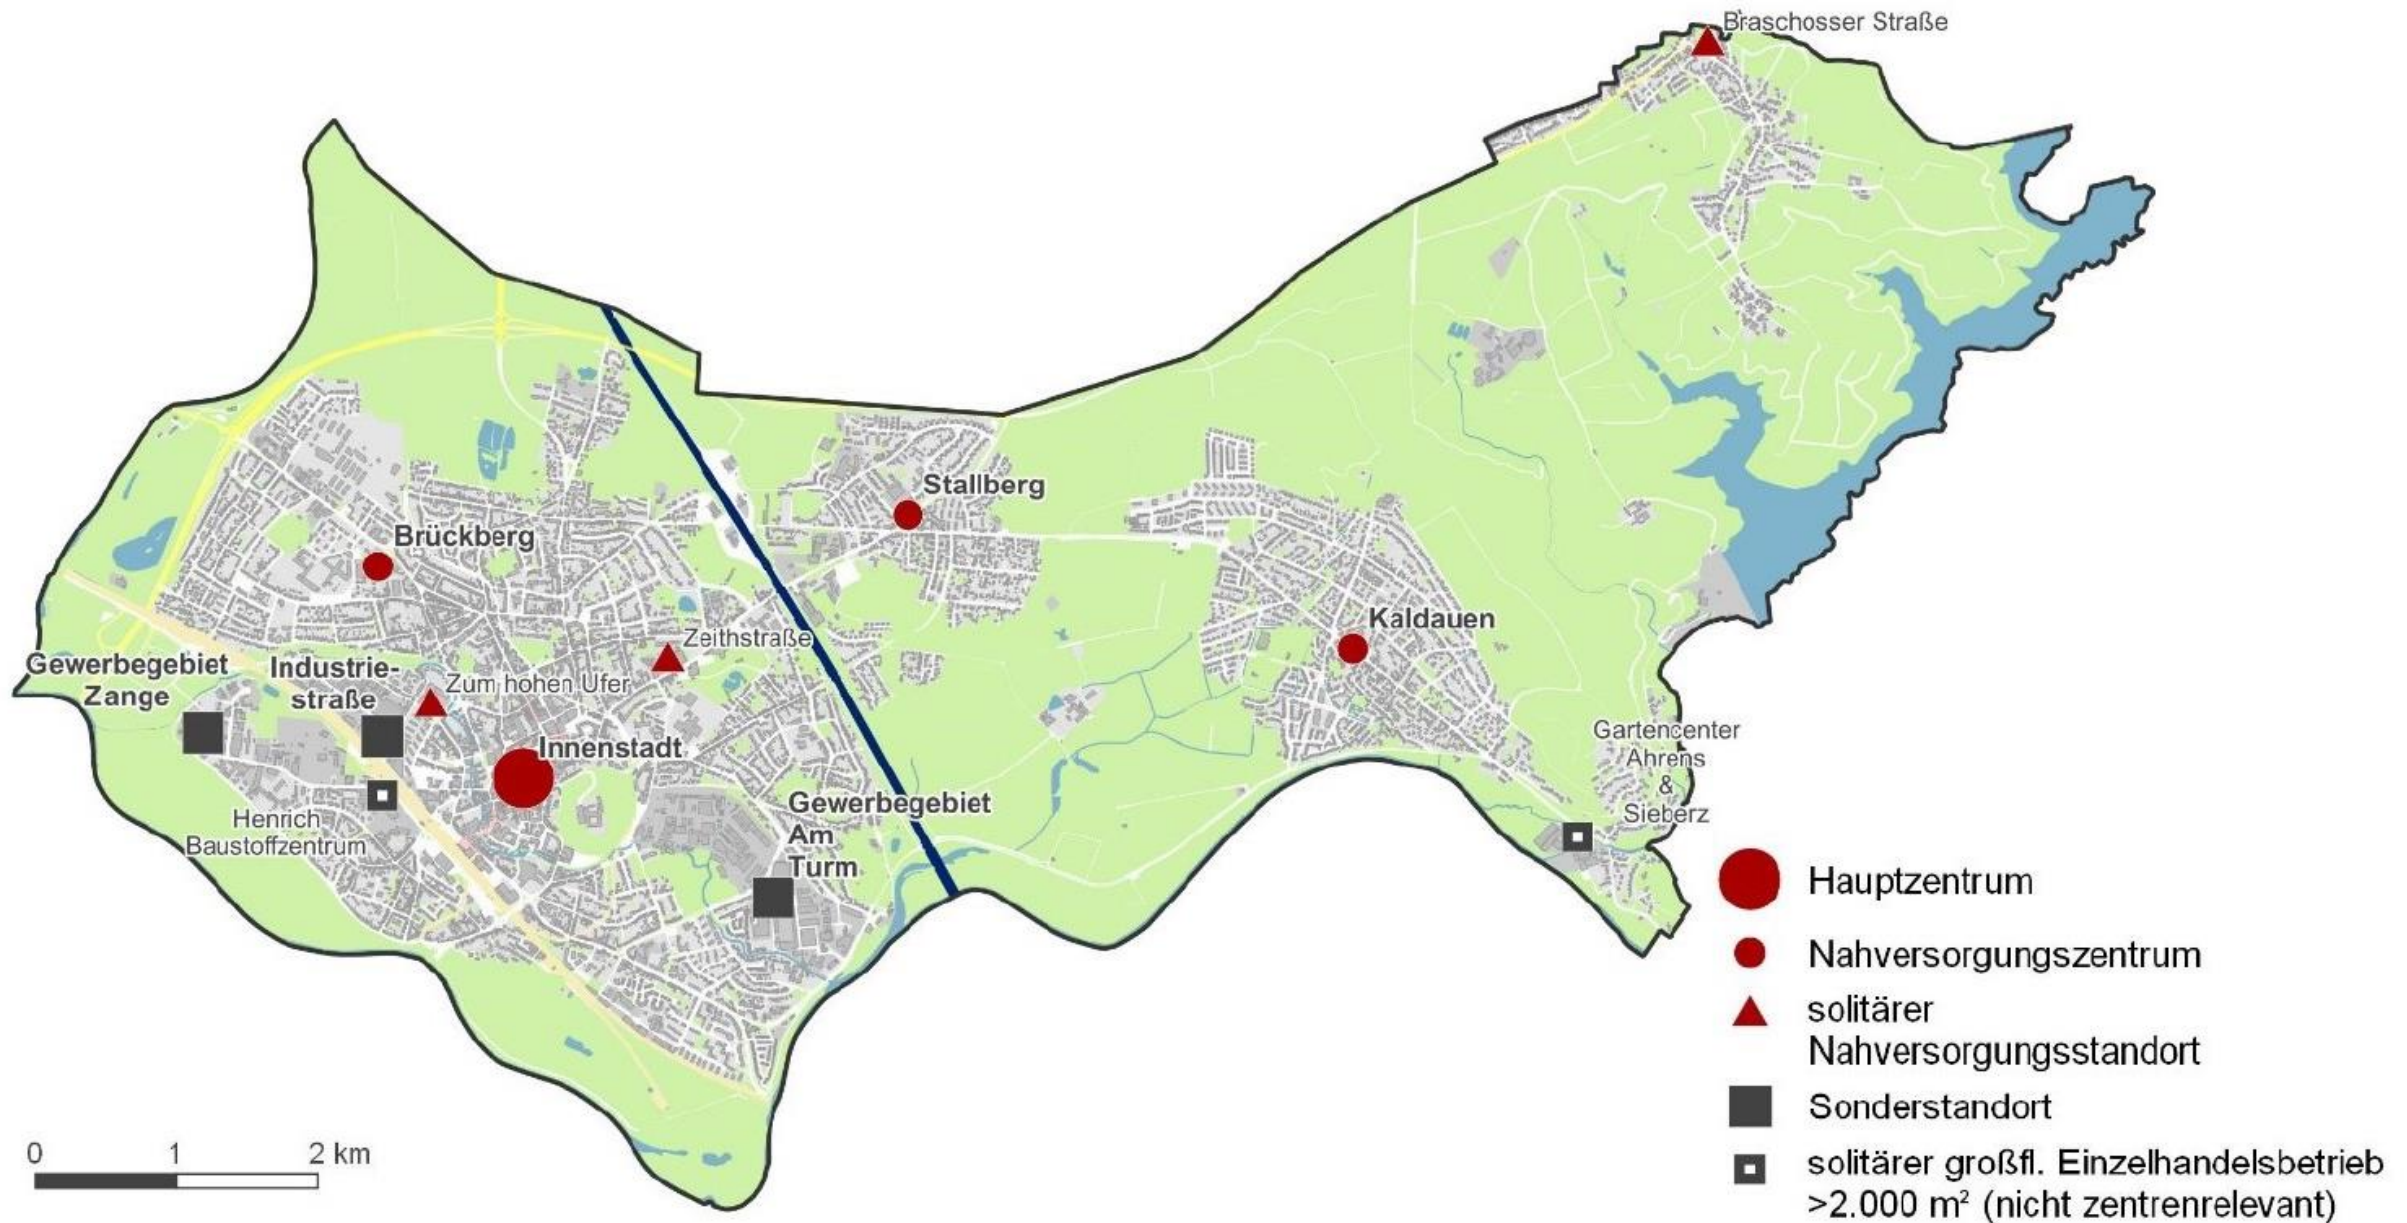 Braschosser Straße
Stallberg
Brückberg
Kaldauen
Zeithstraße
Gewerbegebiet
Zange
Industrie-
straße
Zum hohen Ufer
Innenstadt
Gartencenter
Ahrens
&
Sieberz
Henrich
Baustoffzentrum
Gewerbegebiet
Am
Turm
Hauptzentrum
Nahversorgungszentrum
solitärer
Nahversorgungsstandort
Sonderstandort
solitärer großfl. Einzelhandelsbetrieb
>2.000 m² (nicht zentrenrelevant)
0 1 2 km